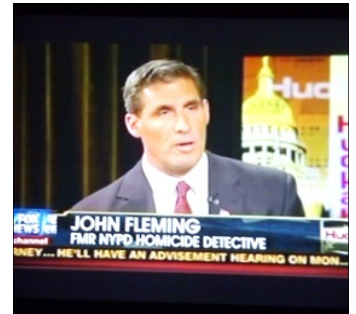 Huc
FOX
NEWS
channel
JOHN FLEMING
FMR NYPD HOMICIDE DETECTIVE
Huc
RNEY.... HE'LL HAVE AN ADVISEMENT HEARING ON MON...